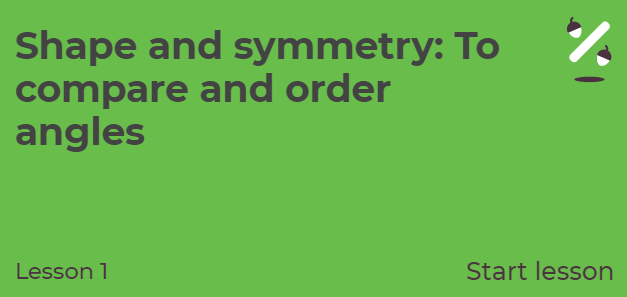 Shape and symmetry: To
compare and order
angles
Lesson 1
Start lesson